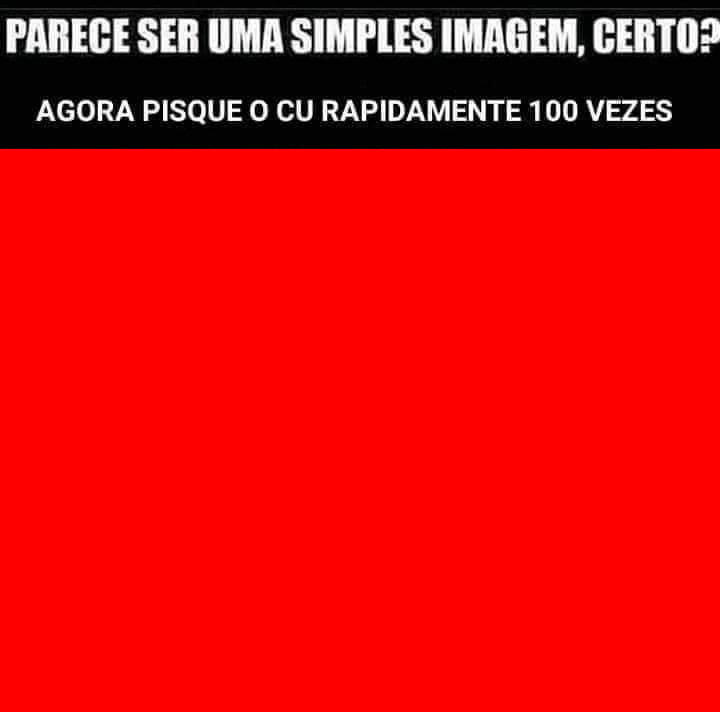 PARECE SER UMA SIMPLES IMAGEM, CERTO?
AGORA PISQUE O CU RAPIDAMENTE 100 VEZES